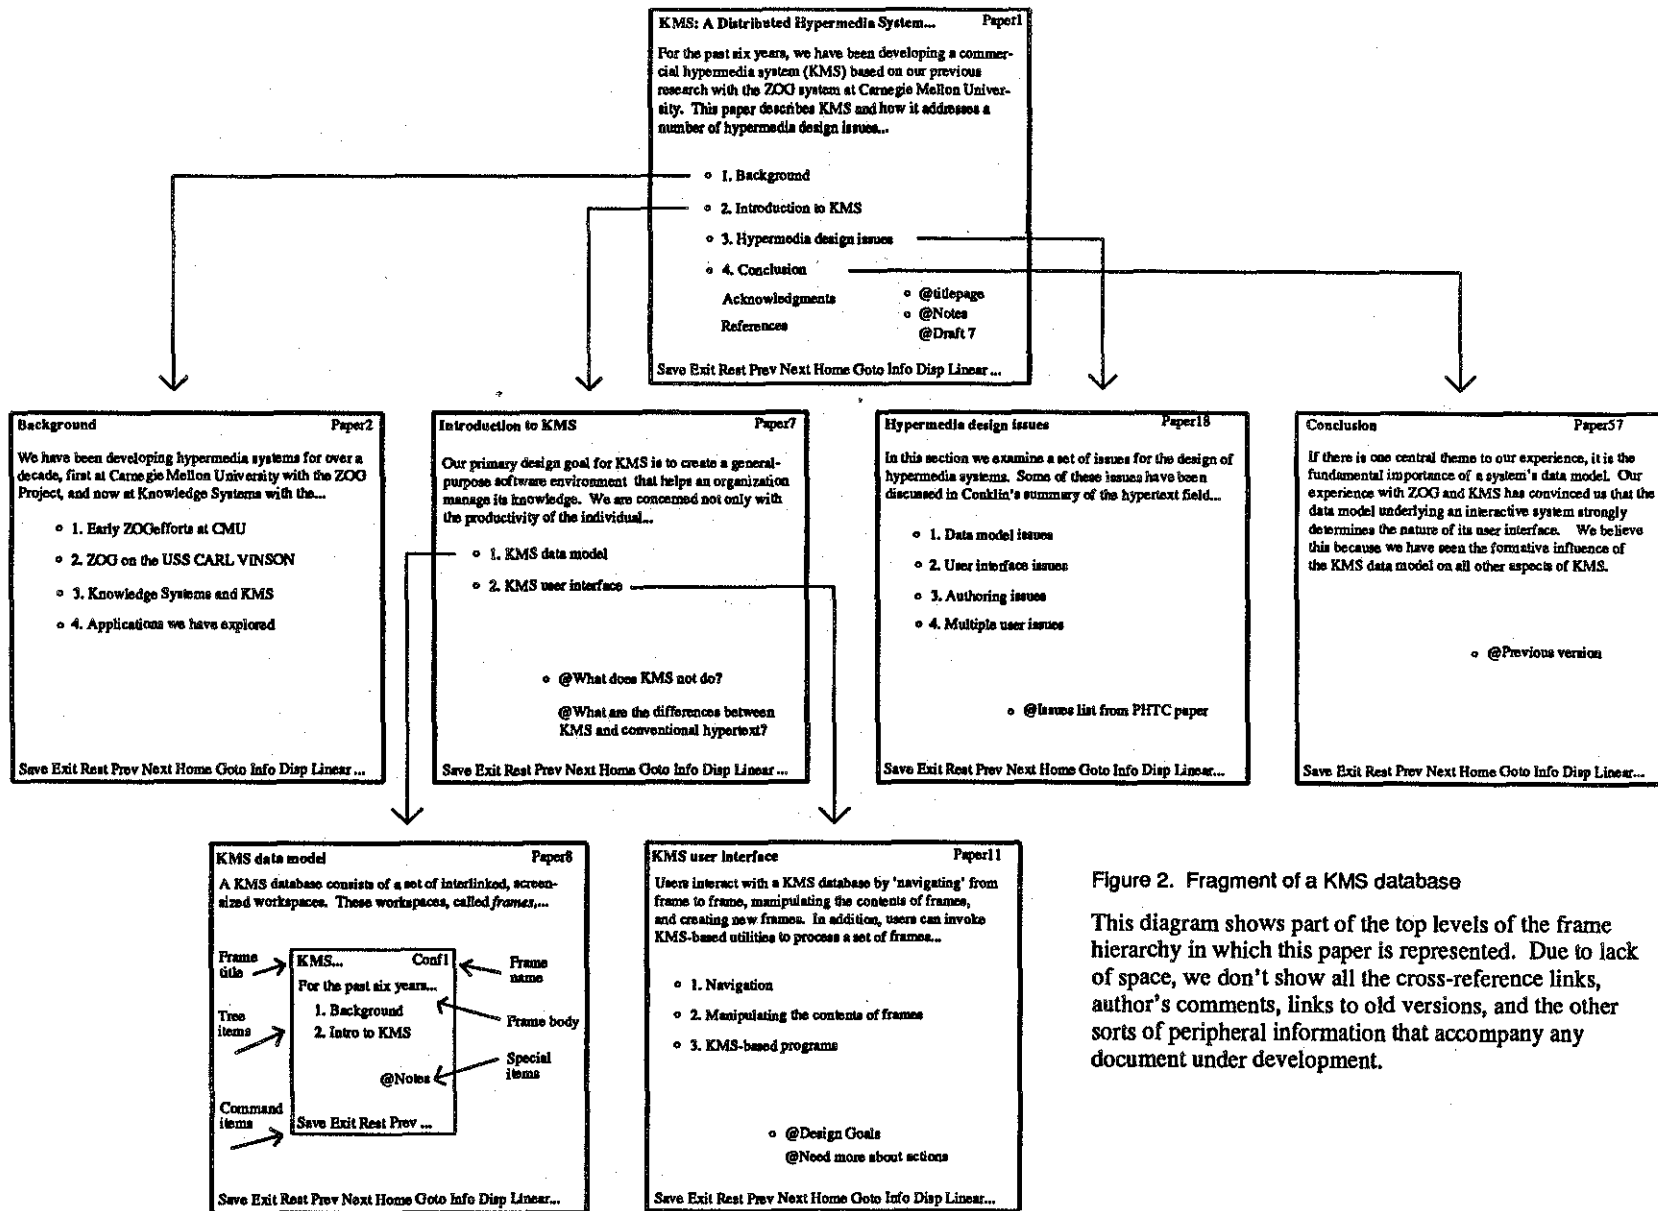 KMS: A Distributed Hypermedia System... Paper1
For the past six years, we have been developing a commer-
cial hypermedia system (KMS) based on our previous
research with the ZOG system at Carnegie Mellon Univer-
sity. This paper describes KMS and how it addresses a
number of hypermedia design issues...
1. Background
2. Introduction to KMS
3. Hypermedia design issues
4. Conclusion
Acknowledgments
References
@titlepage
@Notes
@Draft 7
Save Exit Rest Prev Next Home Goto Info Disp Linear ...
Background Paper2
We have been developing hypermedia systems for over a
decade, first at Carnegie Mellon University with the ZOG
Project, and now at Knowledge Systems with the...
1. Early ZOGefforts at CMU
2. ZOG on the USS CARL VINSON
3. Knowledge Systems and KMS
4. Applications we have explored
Save Exit Rest Prev Next Home Goto Info Disp Linear ...
Introduction to KMS Paper7
Our primary design goal for KMS is to create a general-
purpose software environment that helps an organization
manage its knowledge. We are concerned not only with
the productivity of the individual...
1. KMS data model
2. KMS user interface
@What does KMS not do?
@What are the differences between
KMS and conventional hypertext?
Save Exit Rest Prev Next Home Goto Info Disp Linear ...
Hypermedia design issues Paper18
In this section we examine a set of issues for the design of
hypermedia systems. Some of these issues have been
discussed in Conklin's summary of the hypertext field...
1. Data model issues
2. User interface issues
3. Authoring issues
4. Multiple user issues
@Issues list from PHTC paper
Save Exit Rest Prev Next Home Goto Info Disp Linear...
Conclusion Paper57
If there is one central theme to our experience, it is the
fundamental importance of a system's data model. Our
experience with ZOG and KMS has convinced us that the
data model underlying an interactive system strongly
determines the nature of its user interface. We believe
this because we have seen the formative influence of
the KMS data model on all other aspects of KMS.
@Previous version
Save Exit Rest Prev Next Home Goto Info Disp Linear...
KMS data model Paper8
A KMS database consists of a set of interlinked, screen-
sized workspaces. These workspaces, called frames,...
Frame
title
KMS... Conf1
Frame
name
For the past six years...
1. Background
2. Intro to KMS
Tree
items
Frame body
@Notes
Special
items
Command
items
Save Exit Rest Prev ...
Save Exit Rest Prev Next Home Goto Info Disp Linear...
KMS user interface Paper11
Users interact with a KMS database by 'navigating' from
frame to frame, manipulating the contents of frames,
and creating new frames. In addition, users can invoke
KMS-based utilities to process a set of frames...
1. Navigation
2. Manipulating the contents of frames
3. KMS-based programs
@Design Goals
@Need more about actions
Save Exit Rest Prev Next Home Goto Info Disp Linear...
Figure 2. Fragment of a KMS database
This diagram shows part of the top levels of the frame
hierarchy in which this paper is represented. Due to lack
of space, we don't show all the cross-reference links,
author's comments, links to old versions, and the other
sorts of peripheral information that accompany any
document under development.